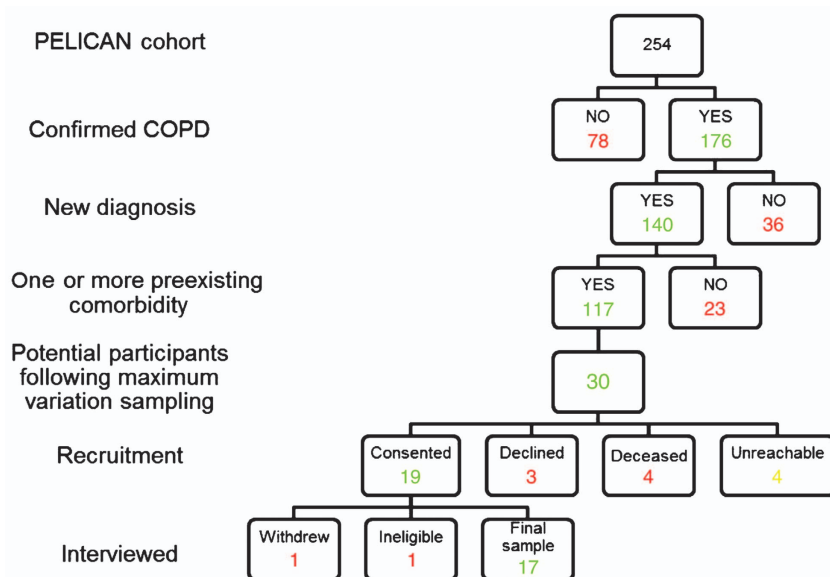 PELICAN cohort
254
Confirmed COPD
NO
78
YES
176
New diagnosis
YES
140
NO
36
One or more preexisting
comorbidity
YES
117
NO
23
Potential participants
following maximum
variation sampling
30
Recruitment
Consented
19
Declined
3
Deceased
4
Unreachable
4
Interviewed
Withdrew
1
Ineligible
1
Final
sample
17